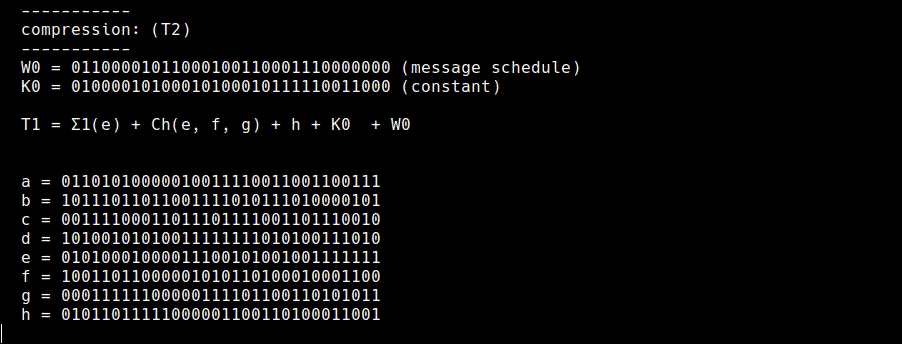 -----------
compression: (T2)
-----------
W0 = 01100001011000100110001110000000 (message schedule)
K0 = 01000010100010100010111110011000 (constant)
T1 = Σ1(e) + Ch(e, f, g) + h + K0  + W0
a = 01101010000010011110011001100111
b = 10111011011001111010111010000101
c = 00111100011011101111001101110010
d = 10100101010011111111010100111010
e = 01010001000011100101001001111111
f = 10011011000001010110100010001100
g = 00011111100000111101100110101011
h = 01011011111000001100110100011001